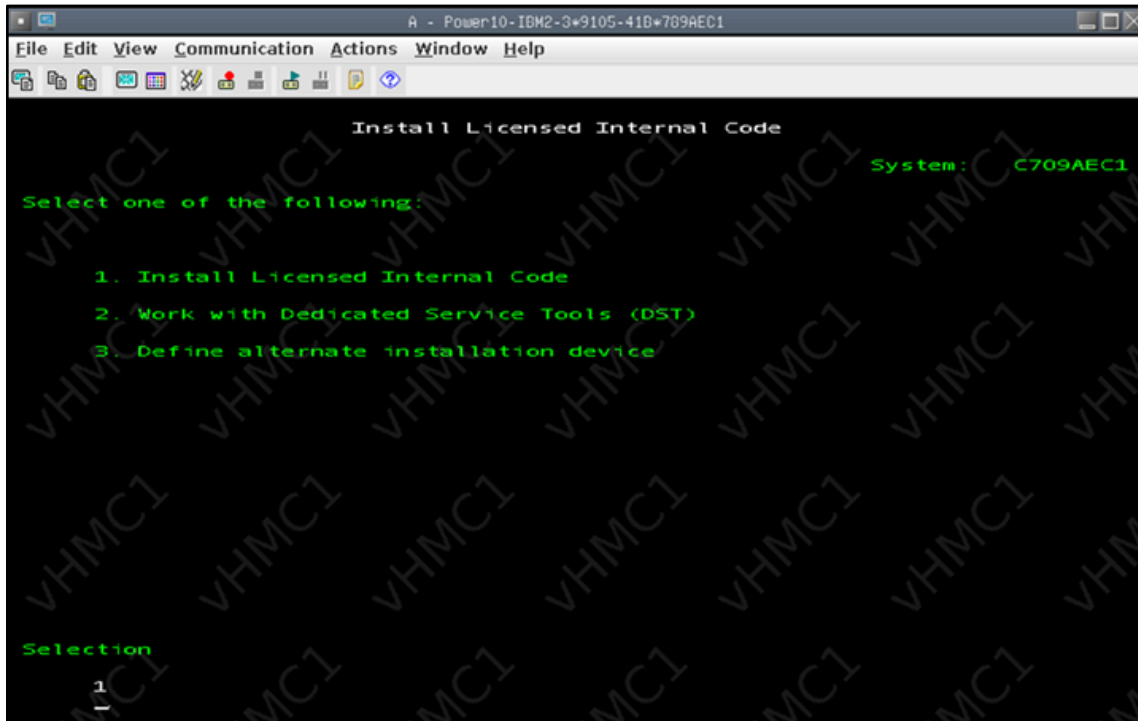 A - Power10-IBM2-3*9105-41B*789AEC1
File Edit View Communication Actions Window Help
Install Licensed Internal Code
System: C709AEC1
Select one of the following:
1. Install Licensed Internal Code
2. Work with Dedicated Service Tools (DST)
3. Define alternate installation device
Selection
1
VHMC1